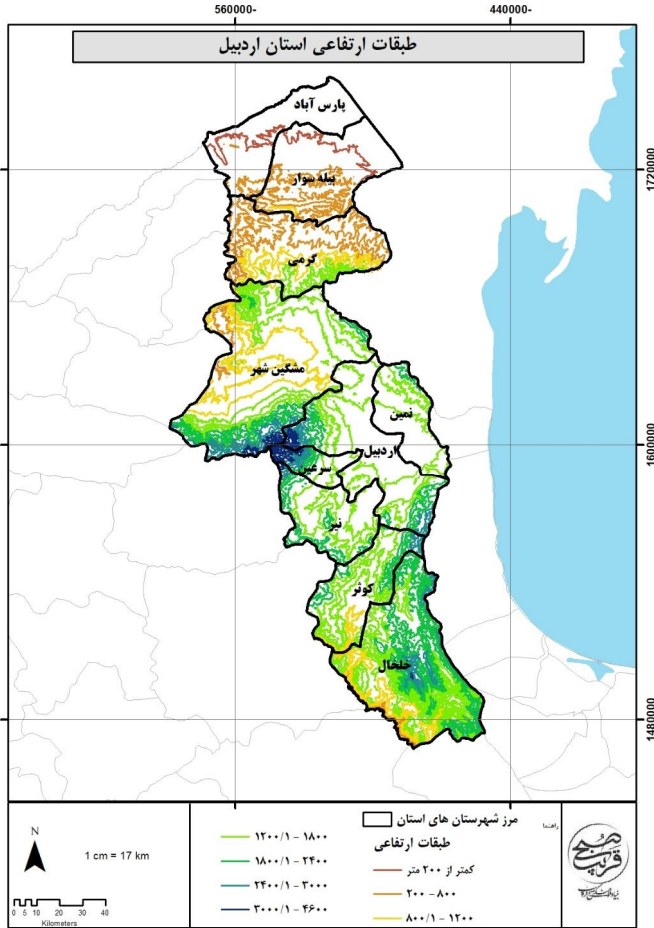 560000-
440000-
طبقات ارتفاعی استان اردبیل
پارس آباد
1720000
بیله سوار
گرمی
مشگین شهر
نمین
1600000
اردبیل
سرعین
نیر
کوثر
خلخال
1480000
راهنما
مرز شهرستان های استان
طبقات ارتفاعی
کمتر از ۲۰۰ متر
۲۰۰ - ۸۰۰
۸۰۰/۱ - ۱۲۰۰
۱۲۰۰/۱ - ۱۸۰۰
۱۸۰۰/۱ - ۲۴۰۰
۲۴۰۰/۱ - ۳۰۰۰
۳۰۰۰/۱ - ۴۶۰۰
N
1 cm = 17 km
0 5 10 20 30 40
Kilometers
صبح قریب